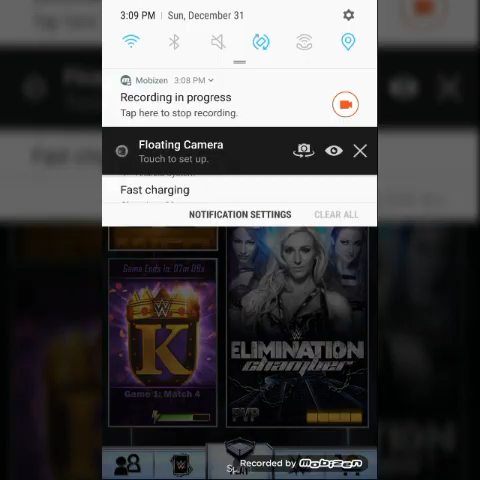 3:09 PM | Sun, December 31
Mobizen 3:08 PM
Recording in progress
Tap here to stop recording.
Floating Camera
Touch to set up.
Fast charging
NOTIFICATION SETTINGS CLEAR ALL
Game Ends In: 07m 08s
W
K
Game 1: Match 4
ELIMINATION
Chamber
PVP
Recorded by mobizen